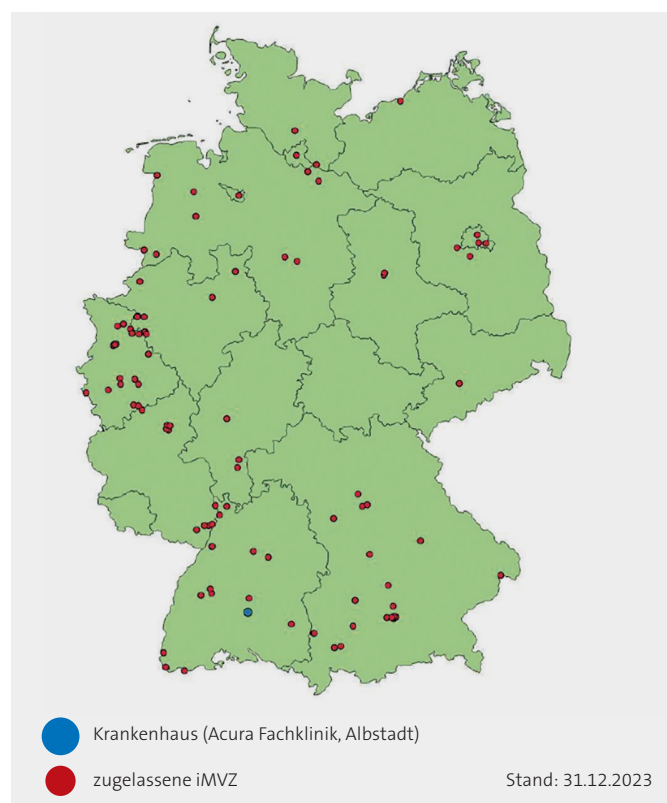 Krankenhaus (Acura Fachklinik, Albstadt)
zugelassene iMVZ
Stand: 31.12.2023